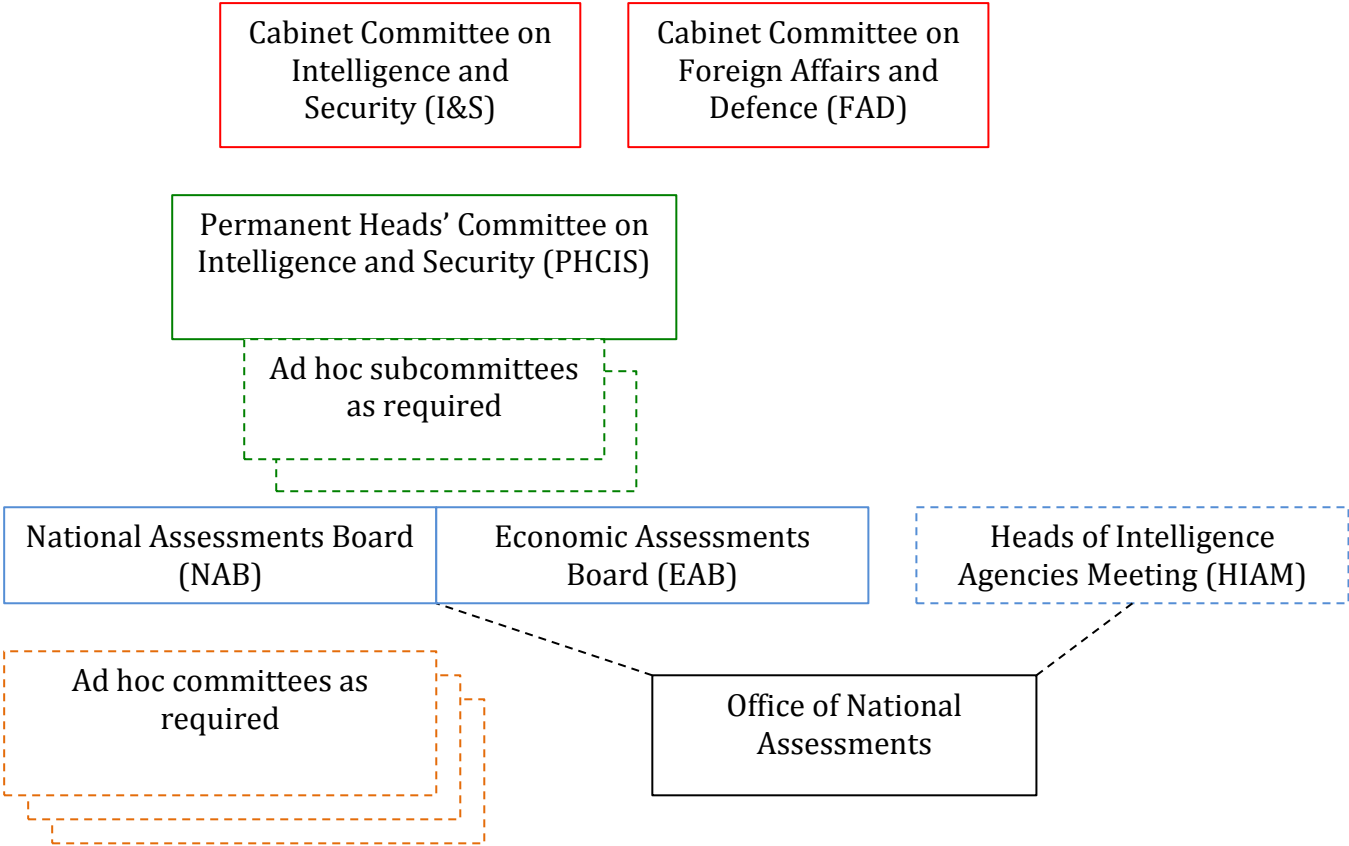 Cabinet Committee on
Intelligence and
Security (I&S)
Cabinet Committee on
Foreign Affairs and
Defence (FAD)
Permanent Heads’ Committee on
Intelligence and Security (PHCIS)
Ad hoc subcommittees
as required
National Assessments Board
(NAB)
Economic Assessments
Board (EAB)
Heads of Intelligence
Agencies Meeting (HIAM)
Ad hoc committees as
required
Office of National
Assessments